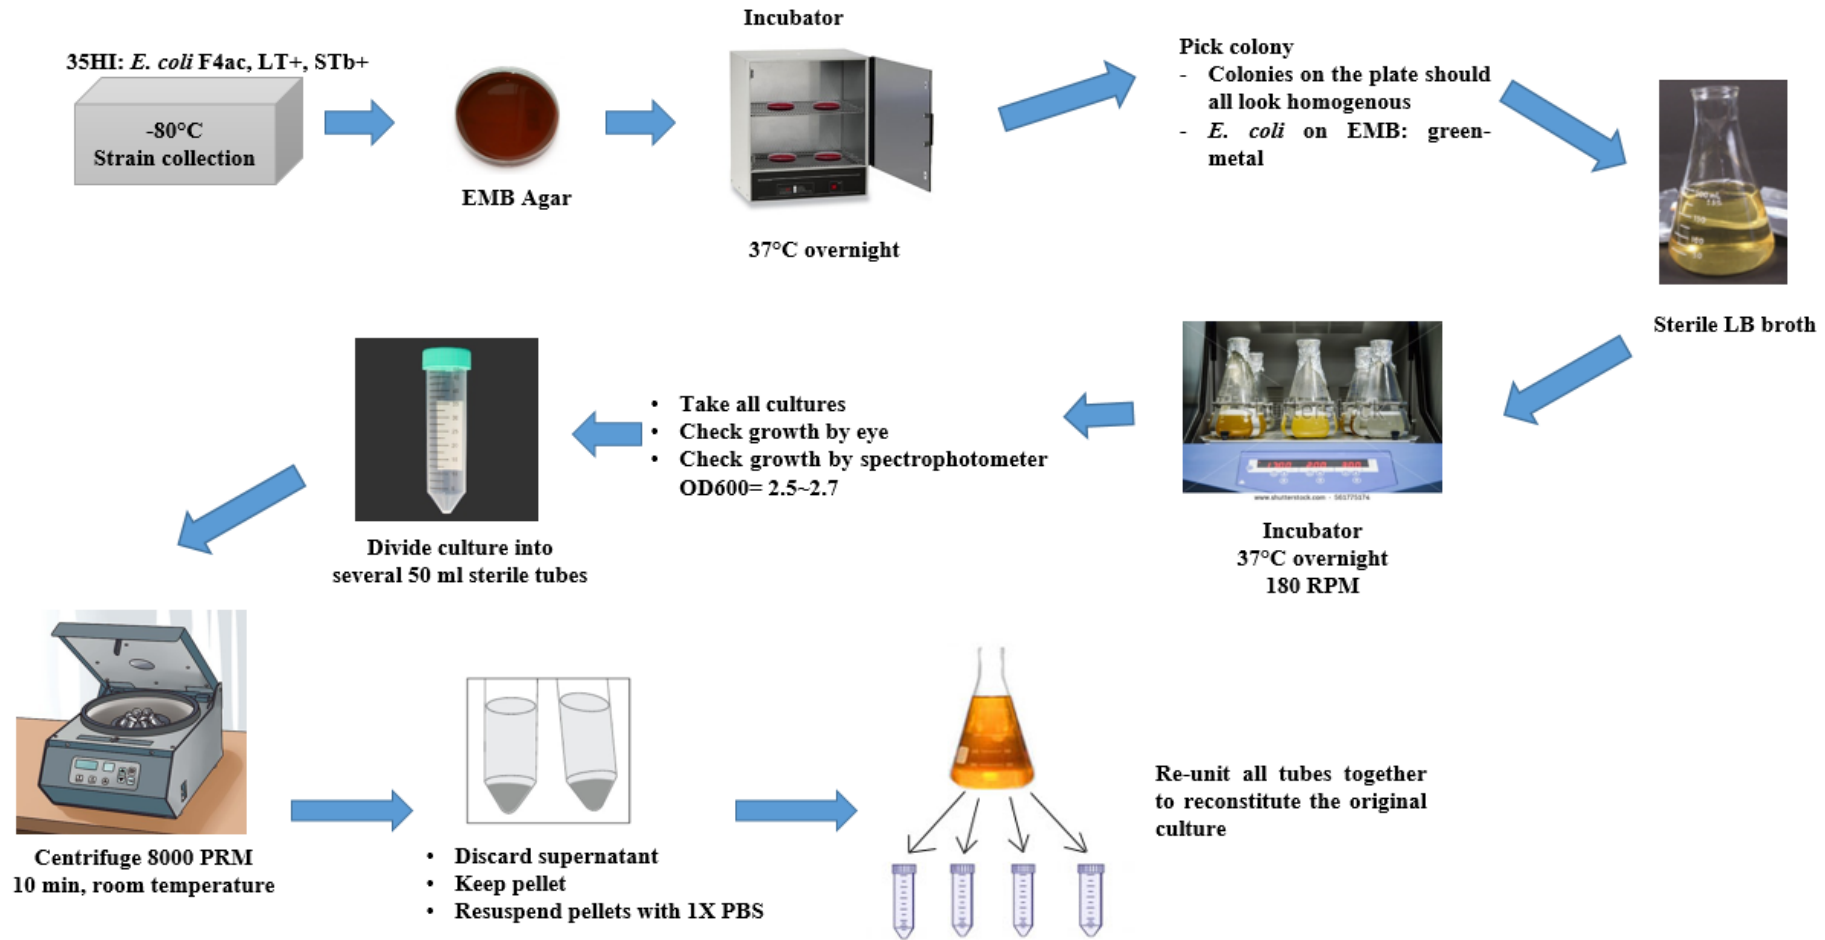 Incubator
35HI: E. coli F4ac, LT+, STb+
-80°C
Strain collection
EMB Agar
37°C overnight
Pick colony
- Colonies on the plate should
all look homogenous
- E. coli on EMB: green-
metal
Sterile LB broth
Incubator
37°C overnight
180 RPM
www.shutterstock.com · 503775574
• Take all cultures
• Check growth by eye
• Check growth by spectrophotometer
OD600= 2.5~2.7
Divide culture into
several 50 ml sterile tubes
Centrifuge 8000 PRM
10 min, room temperature
• Discard supernatant
• Keep pellet
• Resuspend pellets with 1X PBS
Re-unit all tubes together
to reconstitute the original
culture